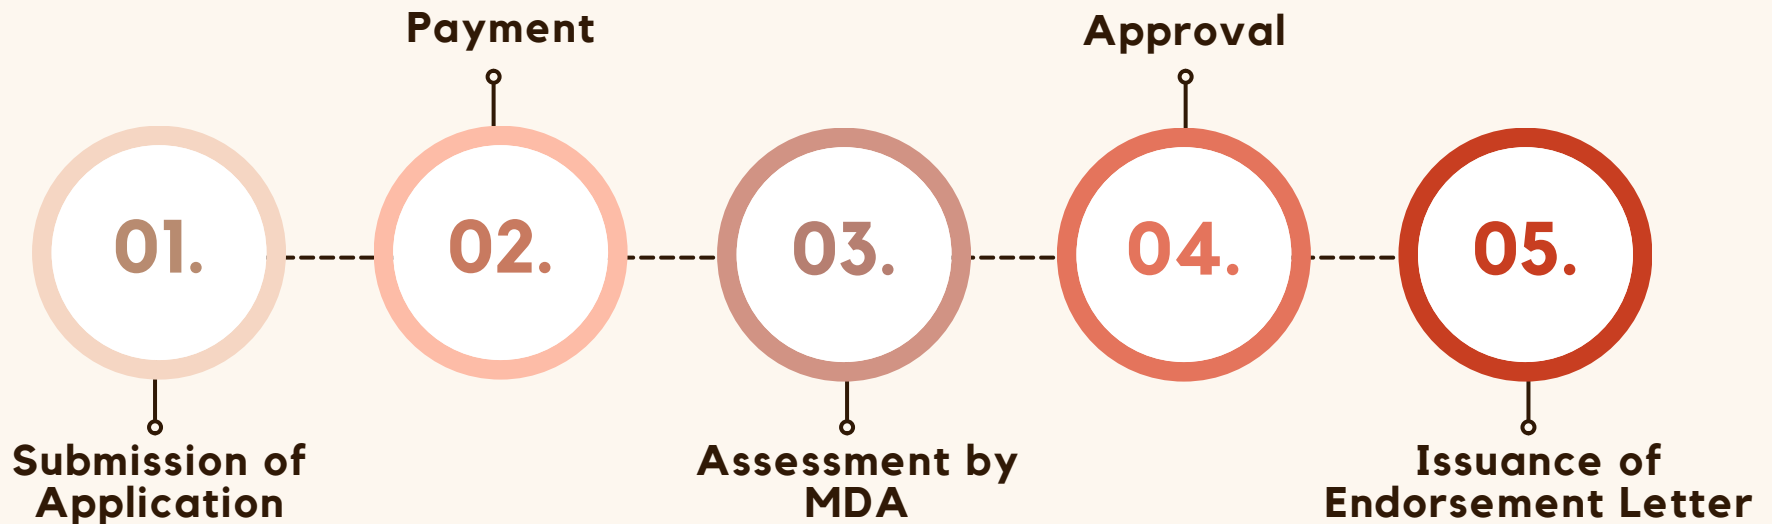 01.
Submission of
Application
Payment
02.
03.
Assessment by
MDA
Approval
04.
05.
Issuance of
Endorsement Letter